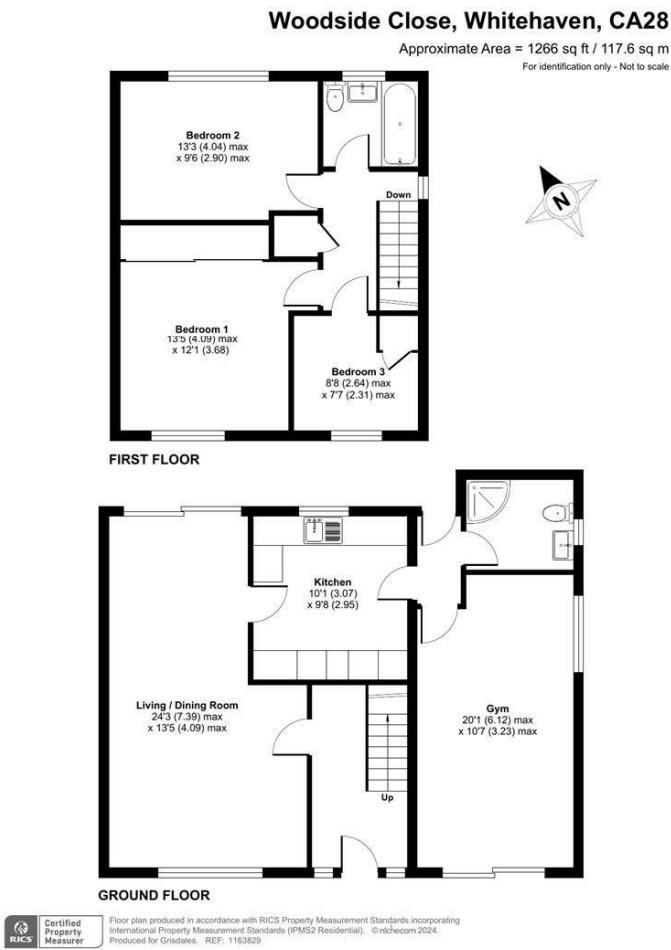 Woodside Close, Whitehaven, CA28
Approximate Area = 1266 sq ft / 117.6 sq m
For identification only - Not to scale
Bedroom 2
13'3 (4.04) max
x 9'6 (2.90) max
Down
N
Bedroom 1
13'5 (4.09) max
x 12'1 (3.68)
Bedroom 3
8'8 (2.64) max
x 7'7 (2.31) max
FIRST FLOOR
Kitchen
10'1 (3.07)
x 9'8 (2.95)
Living / Dining Room
24'3 (7.39) max
x 13'5 (4.09) max
Gym
20'1 (6.12) max
x 10'7 (3.23) max
Up
GROUND FLOOR
RICS
Certified
Property
Measurer
Floor plan produced in accordance with RICS Property Measurement Standards incorporating
International Property Measurement Standards (IPMS2 Residential). © nichecom 2024.
Produced for Grisdales. REF: 1163829